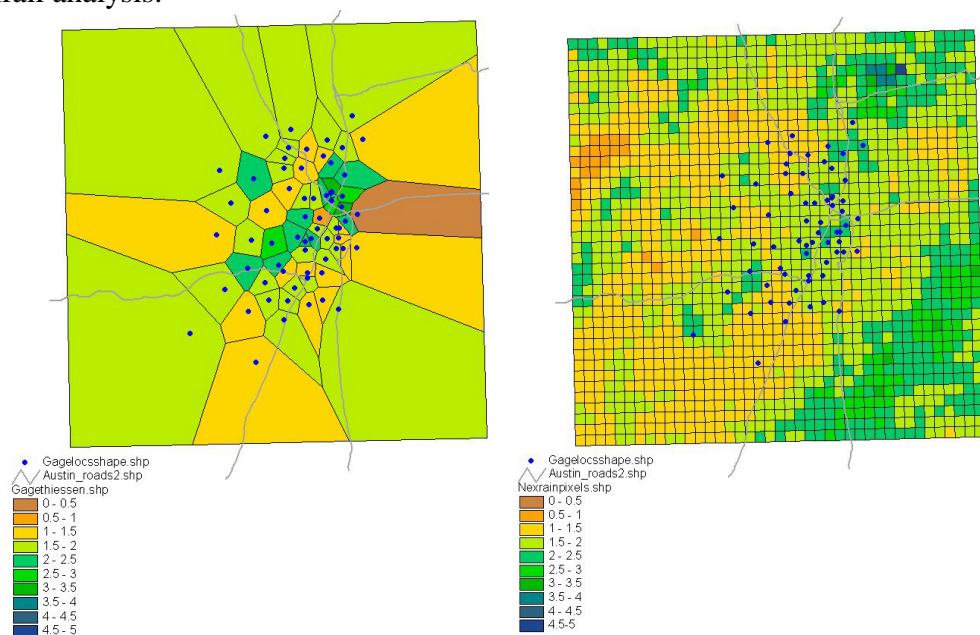 Gagelocsshape.shp
Austin_roads2.shp
Gagethiessen.shp
0 - 0.5
0.5 - 1
1 - 1.5
1.5 - 2
2 - 2.5
2.5 - 3
3 - 3.5
3.5 - 4
4 - 4.5
4.5 - 5
Gagelocsshape.shp
Austin_roads2.shp
Nexrainpixels.shp
0 - 0.5
0.5 - 1
1 - 1.5
1.5 - 2
2 - 2.5
2.5 - 3
3 - 3.5
3.5 - 4
4 - 4.5
4.5-5